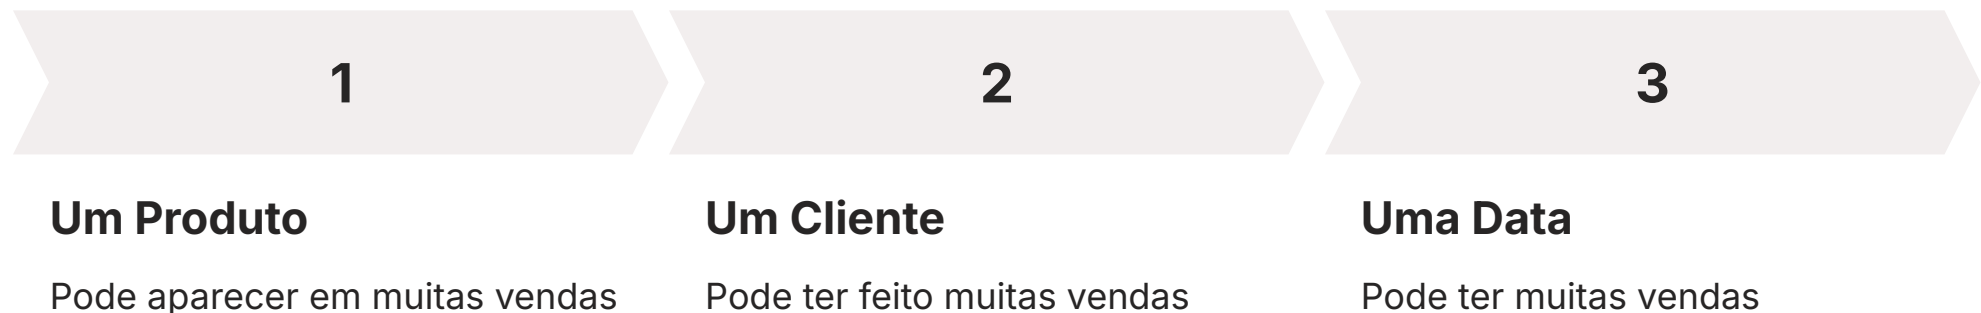 1
2
3
Um Produto
Pode aparecer em muitas vendas
Um Cliente
Pode ter feito muitas vendas
Uma Data
Pode ter muitas vendas